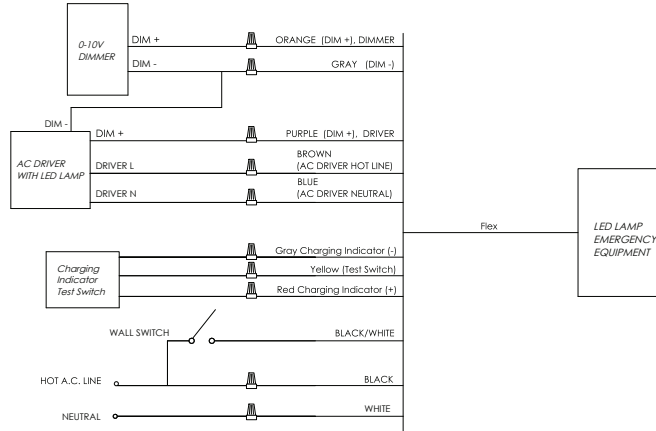 0-10V
DIMMER
DIM +
ORANGE (DIM +), DIMMER
DIM -
GRAY (DIM -)
DIM -
AC DRIVER
WITH LED LAMP
DIM +
PURPLE (DIM +), DRIVER
DRIVER L
BROWN
(AC DRIVER HOT LINE)
DRIVER N
BLUE
(AC DRIVER NEUTRAL)
Flex
LED LAMP
EMERGENCY
EQUIPMENT
Charging
Indicator
Test Switch
Gray Charging Indicator (-)
Yellow (Test Switch)
Red Charging Indicator (+)
WALL SWITCH
BLACK/WHITE
HOT A.C. LINE
BLACK
NEUTRAL
WHITE